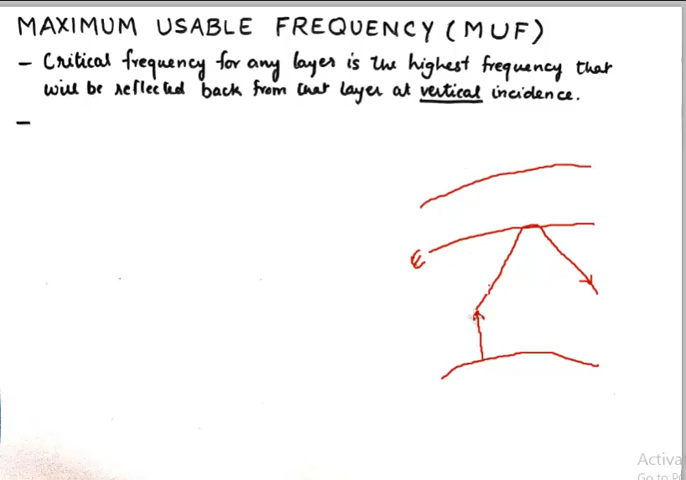 MAXIMUM USABLE FREQUENCY (MUF)
- Critical frequency for any layer is the highest frequency that
will be reflected back from that layer at vertical incidence.
-
E
Activa
Go to P